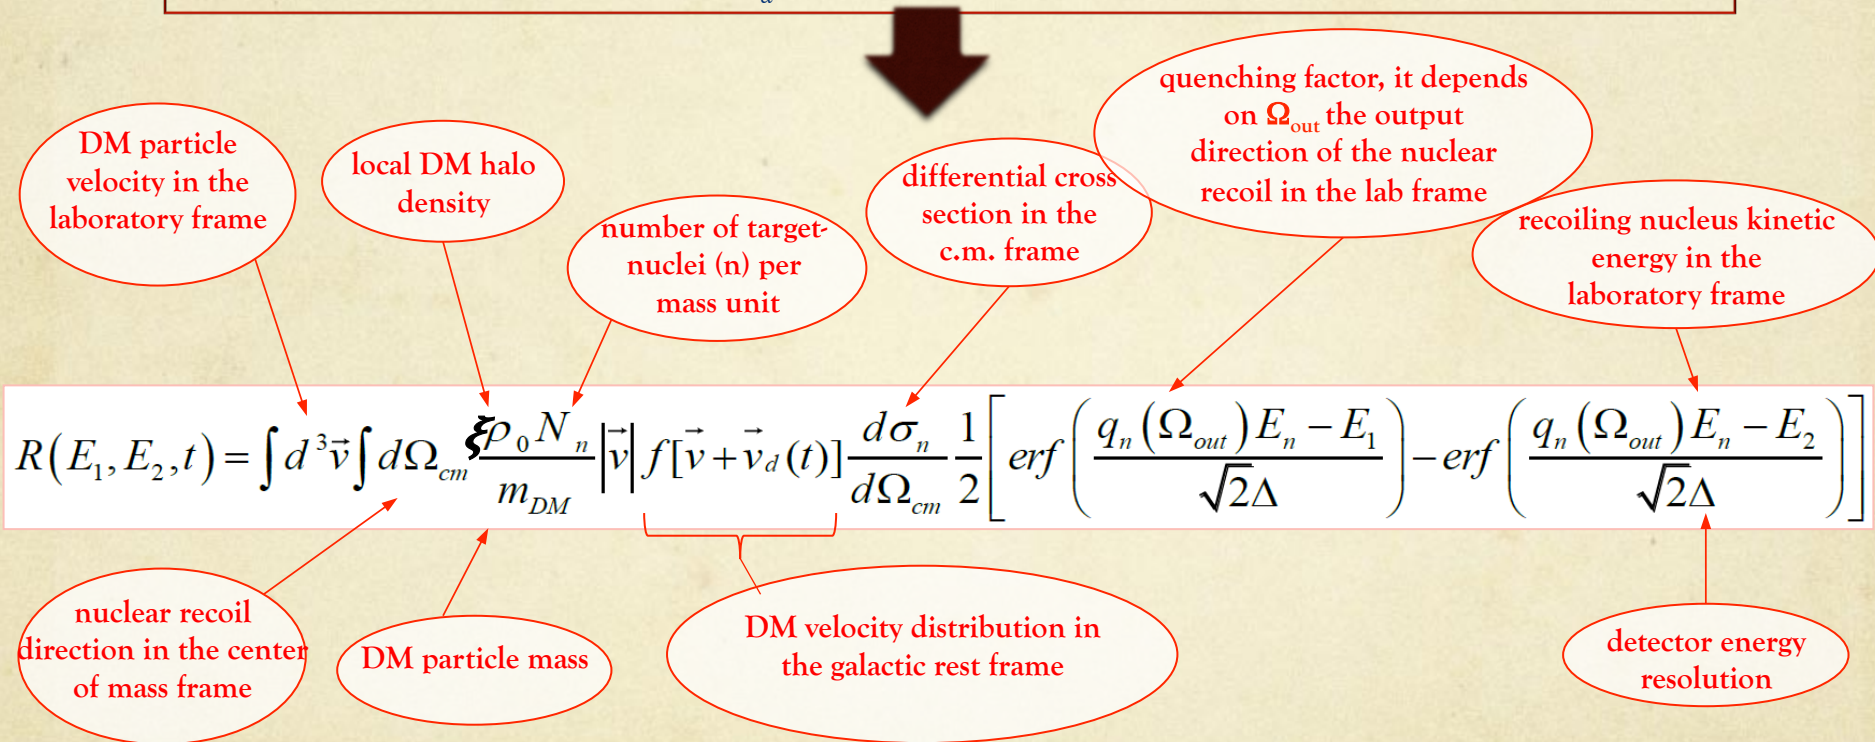 d
quenching factor, it depends
on Ωout the output
direction of the nuclear
recoil in the lab frame
DM particle
velocity in the
laboratory frame
local DM halo
density
number of target-
nuclei (n) per
mass unit
differential cross
section in the
c.m. frame
recoiling nucleus kinetic
energy in the
laboratory frame
R(E₁, E₂, t) = ∫ d³v⃗ ∫ dΩcm ξρ₀Nₙ/mDM |v⃗| f[v⃗ + v⃗d(t)] dσₙ/dΩcm 1/2 [erf((qₙ(Ωout)Eₙ − E₁)/√2Δ) − erf((qₙ(Ωout)Eₙ − E₂)/√2Δ)]
nuclear recoil
direction in the center
of mass frame
DM particle mass
DM velocity distribution in
the galactic rest frame
detector energy
resolution